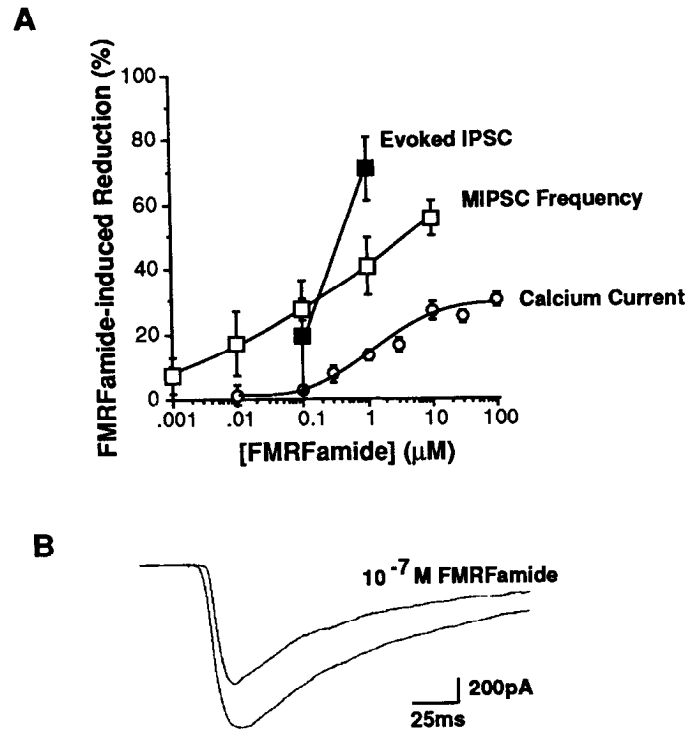 A
FMRFamide-induced Reduction (%)
100
80
60
40
20
0
Evoked IPSC
MIPSC Frequency
Calcium Current
.001 .01 0.1 1 10 100
[FMRFamide] (μM)
B
10⁻⁷ M FMRFamide
200pA
25ms